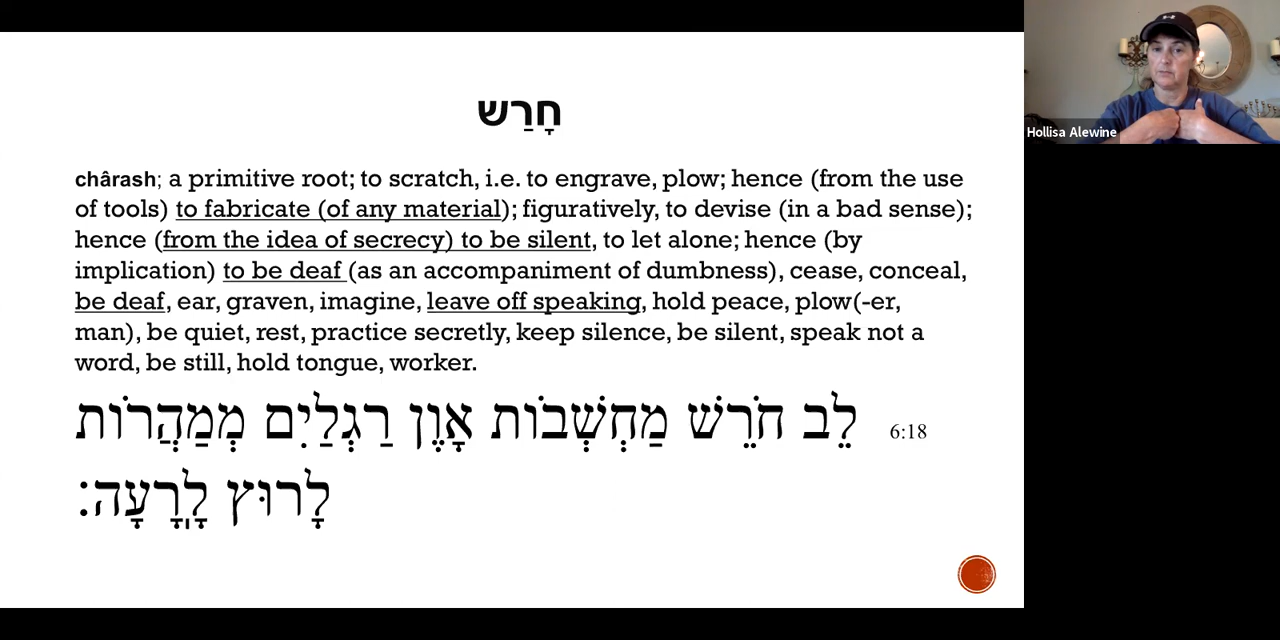 חָרַש
chârash; a primitive root; to scratch, i.e. to engrave, plow; hence (from the use
of tools) to fabricate (of any material); figuratively, to devise (in a bad sense);
hence (from the idea of secrecy) to be silent, to let alone; hence (by
implication) to be deaf (as an accompaniment of dumbness), cease, conceal,
be deaf, ear, graven, imagine, leave off speaking, hold peace, plow(-er,
man), be quiet, rest, practice secretly, keep silence, be silent, speak not a
word, be still, hold tongue, worker.
6:18 לֵב חֹרֵשׁ מַחְשְׁבוֹת אָוֶן רַגְלַיִם מְמַהֲרוֹת
לָרוּץ לָרָעָה׃
Hollisa Alewine